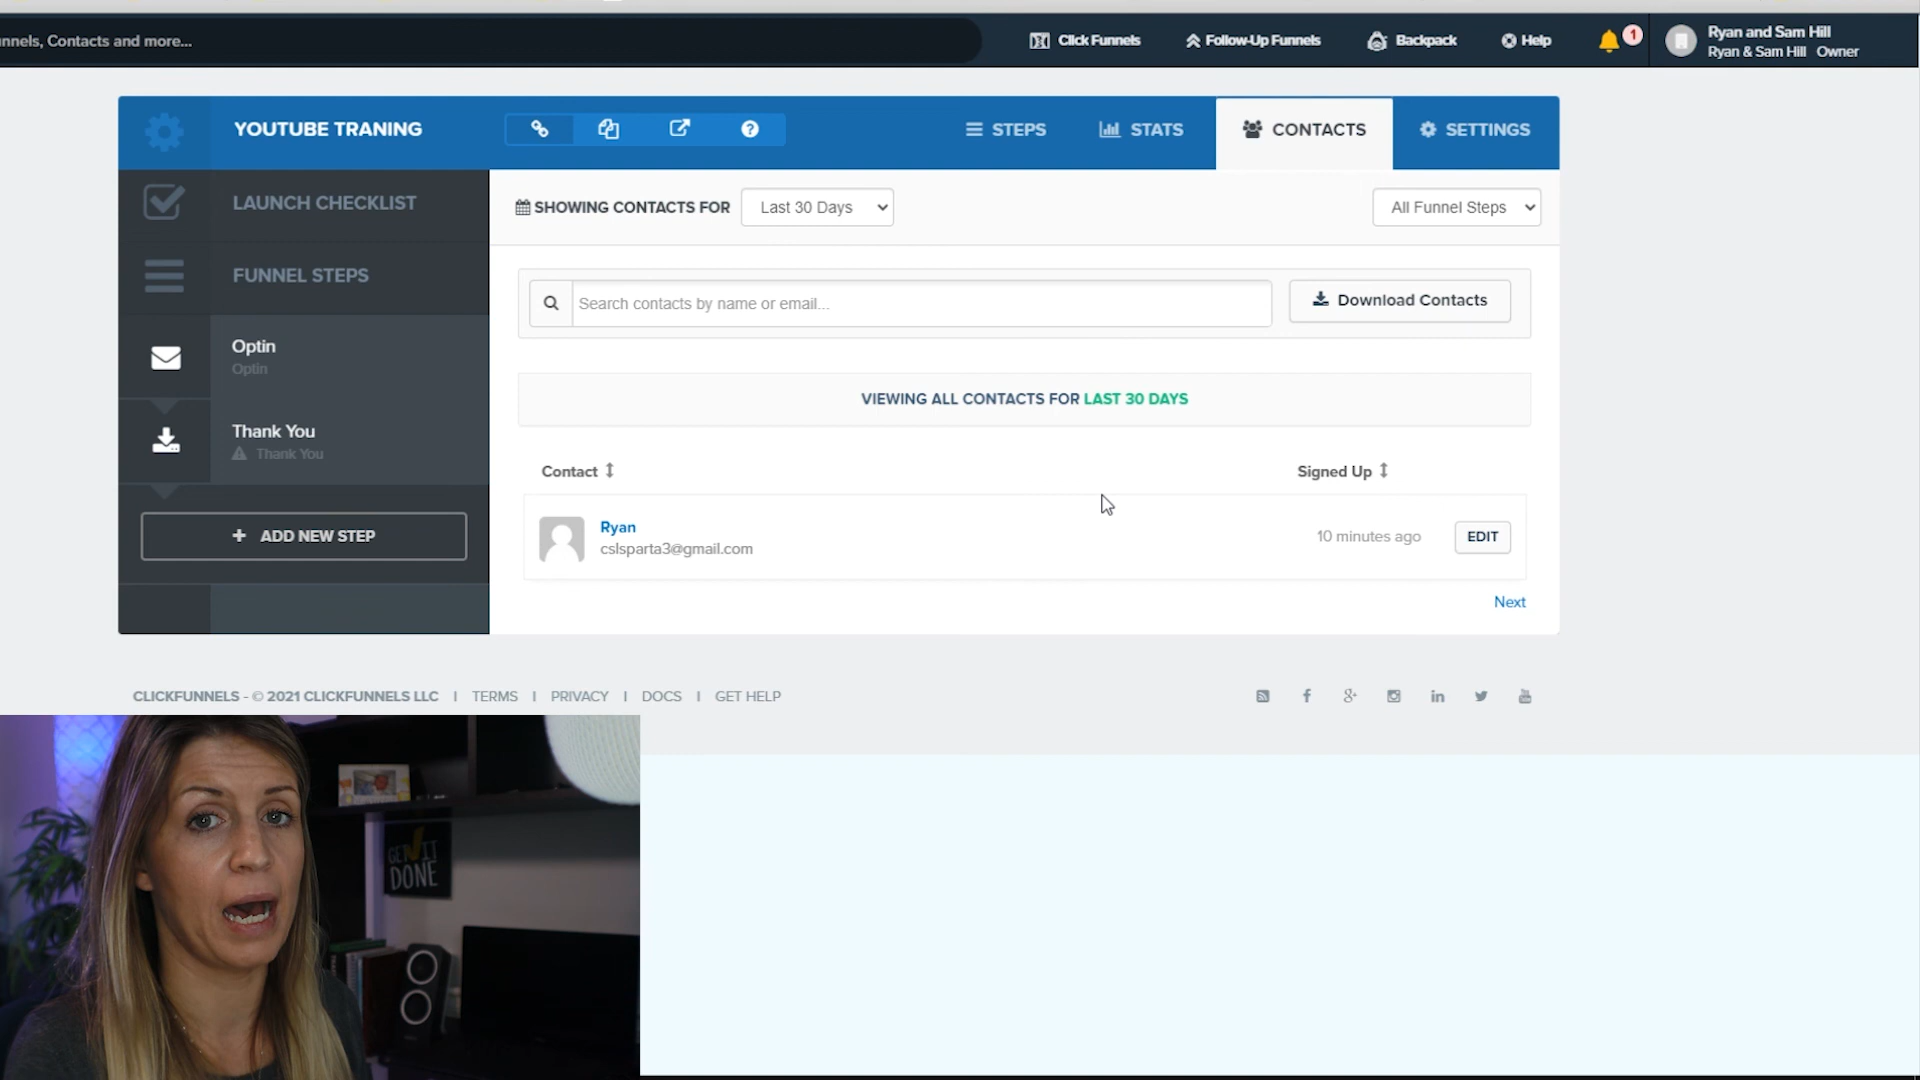 nnels, Contacts and more...
Click Funnels
Follow-Up Funnels
Backpack
Help
1
Ryan and Sam Hill
Ryan & Sam Hill Owner
YOUTUBE TRANING
STEPS
STATS
CONTACTS
SETTINGS
LAUNCH CHECKLIST
FUNNEL STEPS
Optin
Optin
Thank You
Thank You
+ ADD NEW STEP
SHOWING CONTACTS FOR
Last 30 Days
All Funnel Steps
Search contacts by name or email...
Download Contacts
VIEWING ALL CONTACTS FOR LAST 30 DAYS
Contact
Signed Up
Ryan
cslsparta3@gmail.com
10 minutes ago
EDIT
Next
CLICKFUNNELS - © 2021 CLICKFUNNELS LLC | TERMS | PRIVACY | DOCS | GET HELP
GET IT
DONE